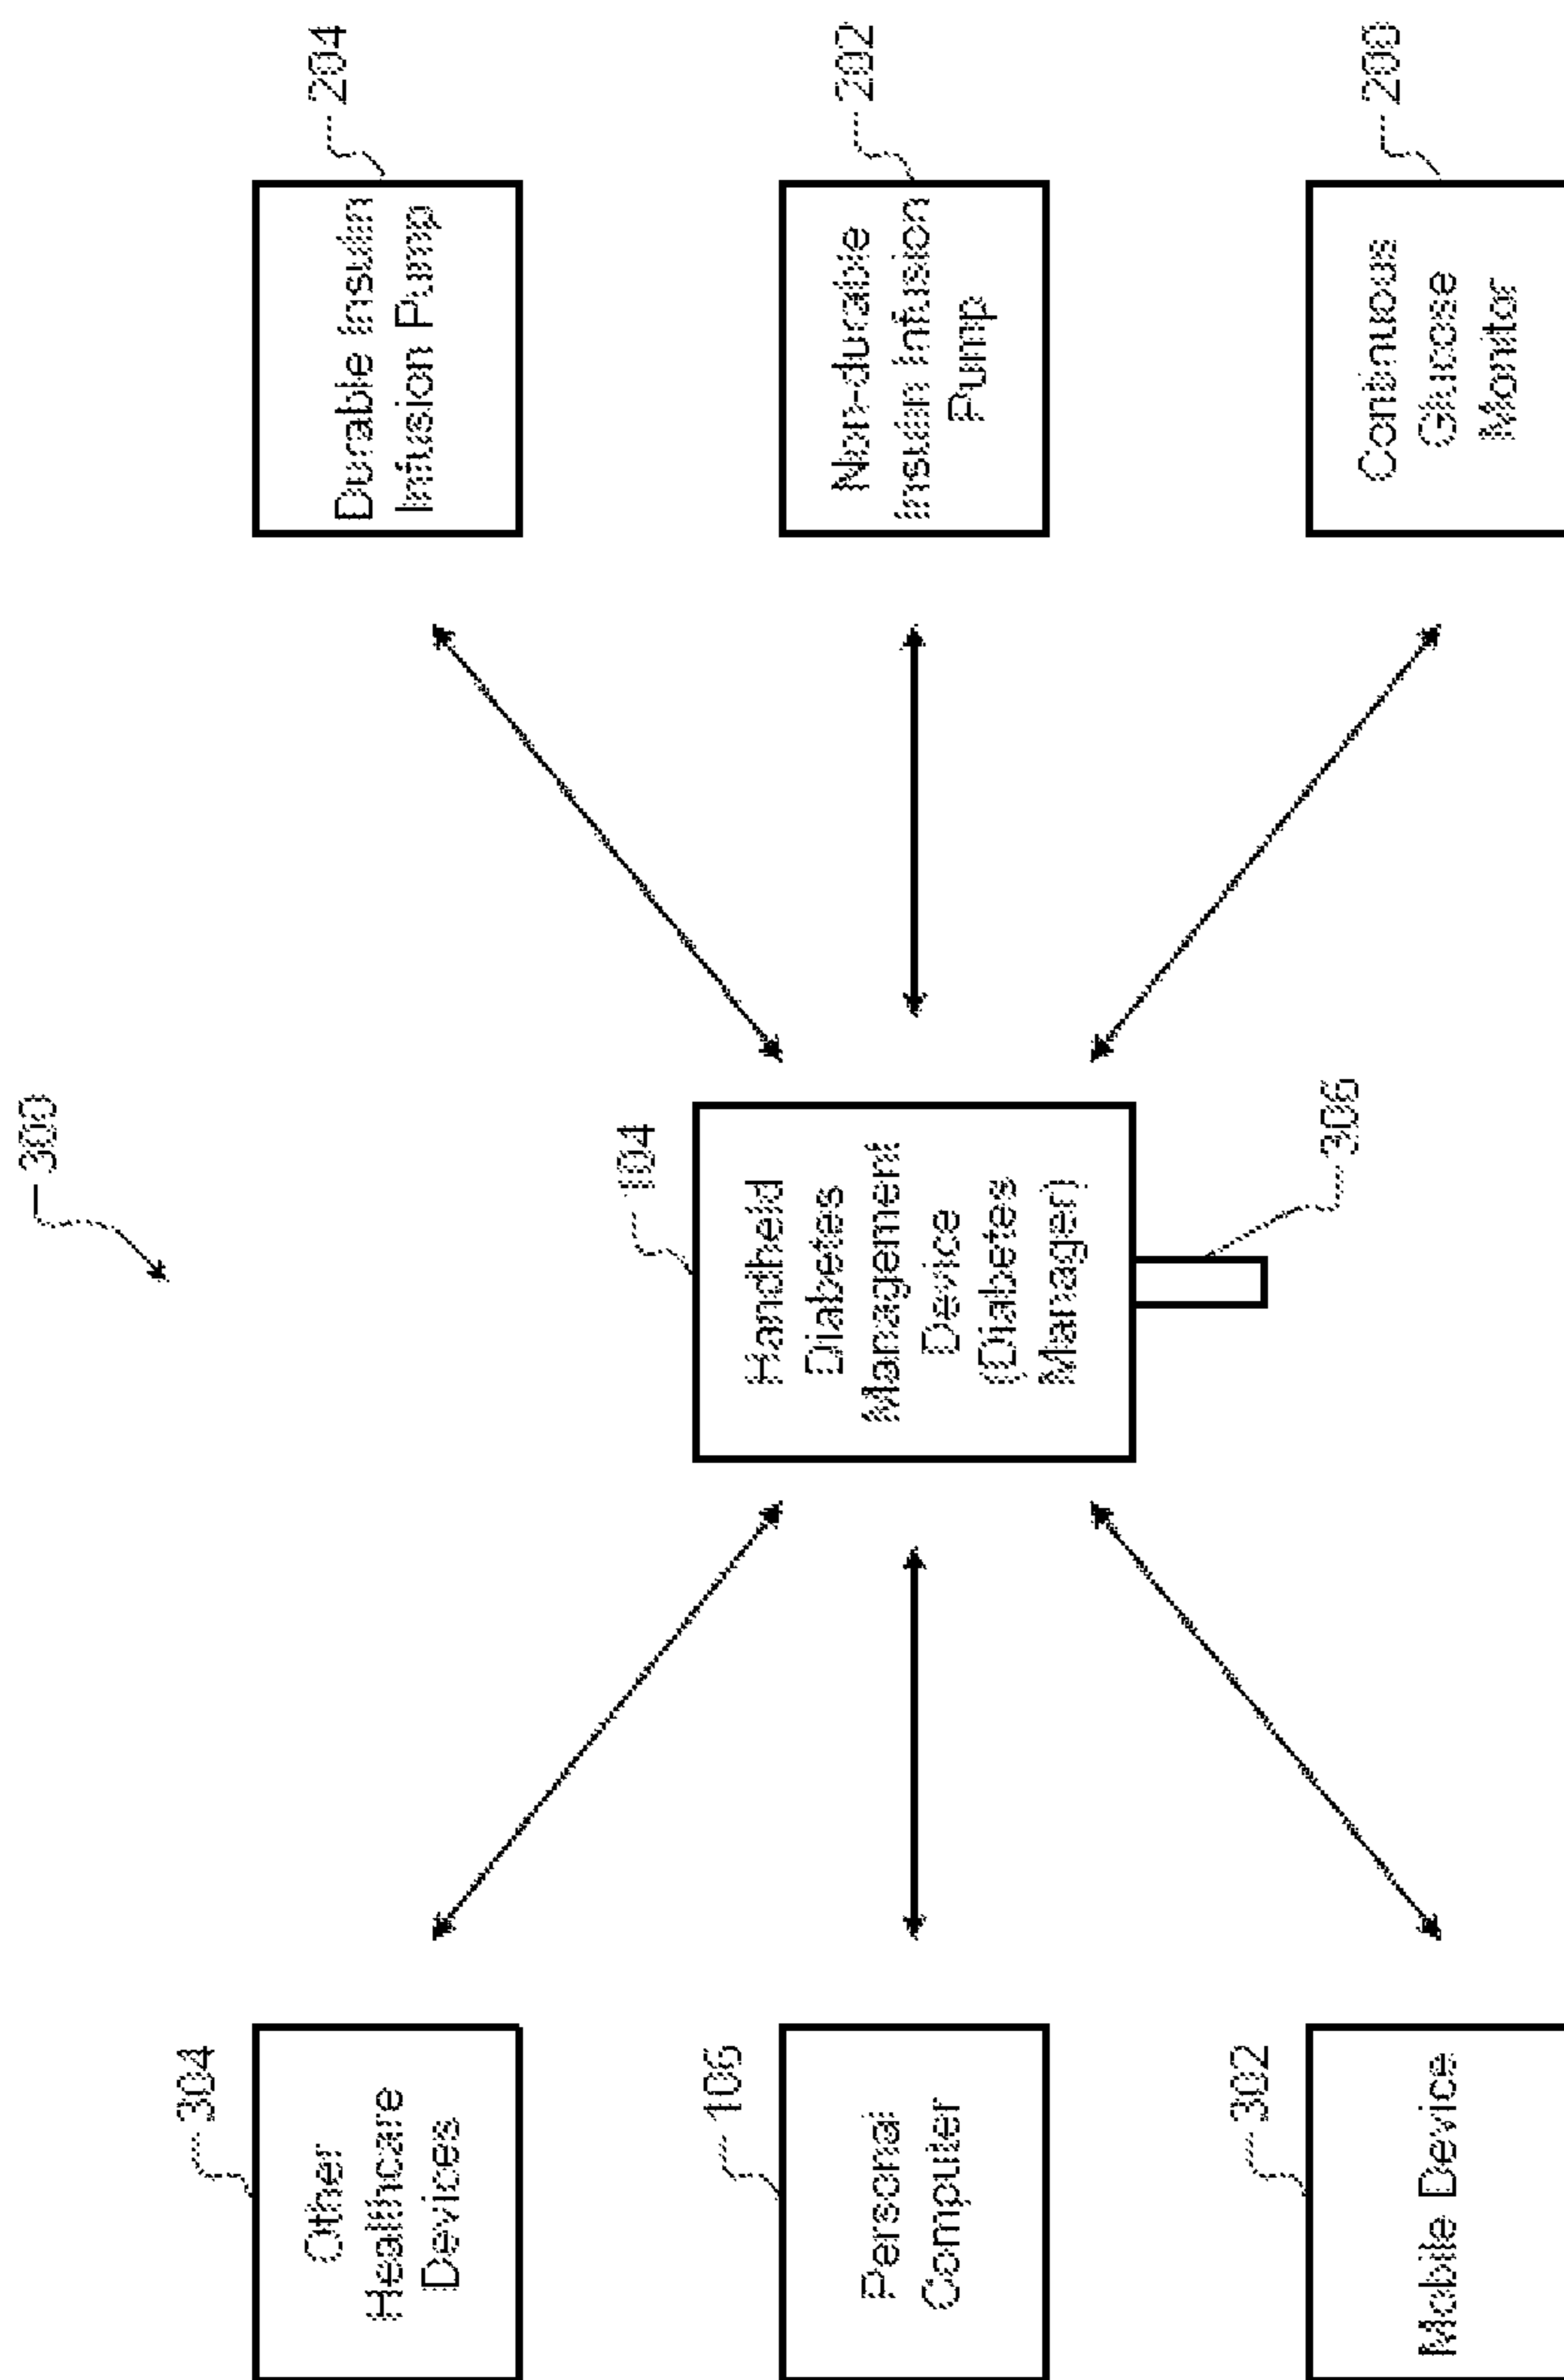 300
304
Other
Healthcare
Devices
106
Personal
Computer
302
Mobile Device
104
Handheld
Diabetes
Management
Device
(Diabetes
Manager)
306
204
Durable Insulin
Infusion Pump
202
Non-durable
Insulin Infusion
Pump
200
Continuous
Glucose
Monitor